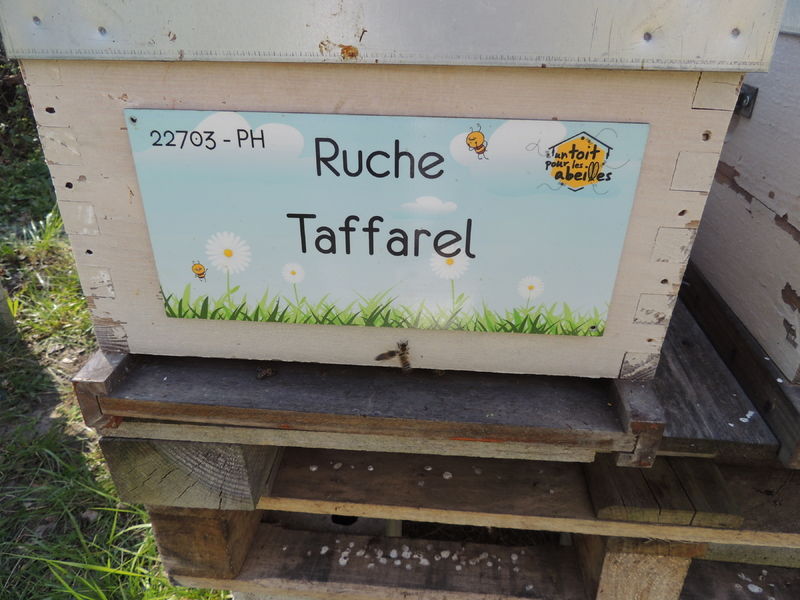 22703 - PH
Ruche
Taffarel
un toit
pour les
abeilles